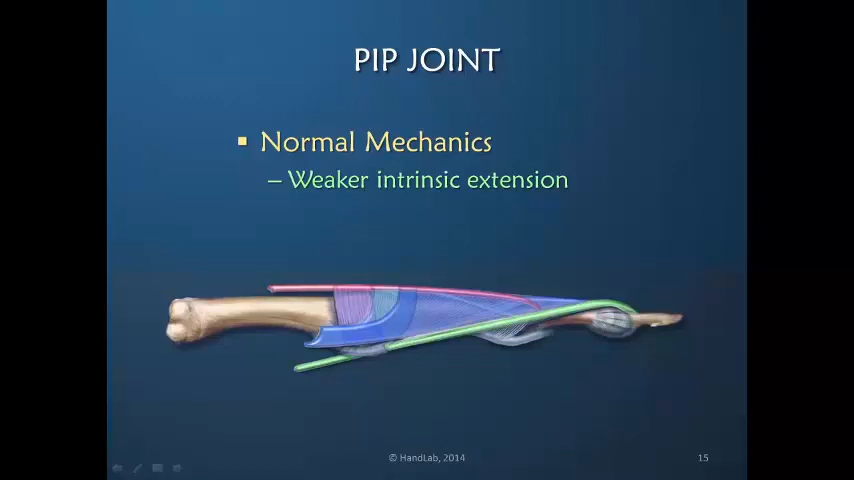 PIP JOINT
▪ Normal Mechanics
– Weaker intrinsic extension
© HandLab, 2014
15